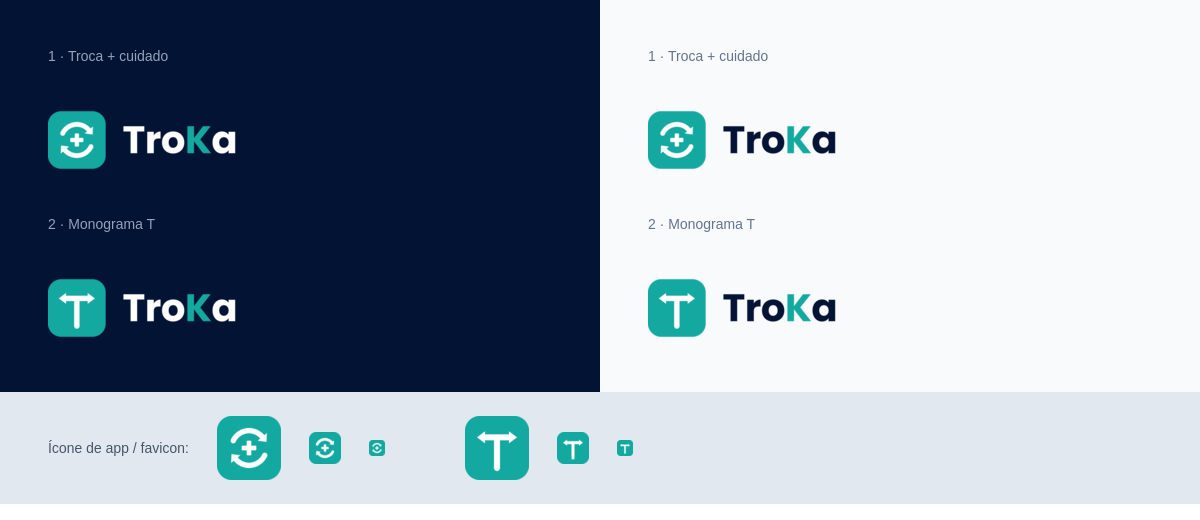 1 · Troca + cuidado
TroKa
2 · Monograma T
TroKa
1 · Troca + cuidado
TroKa
2 · Monograma T
TroKa
Ícone de app / favicon: